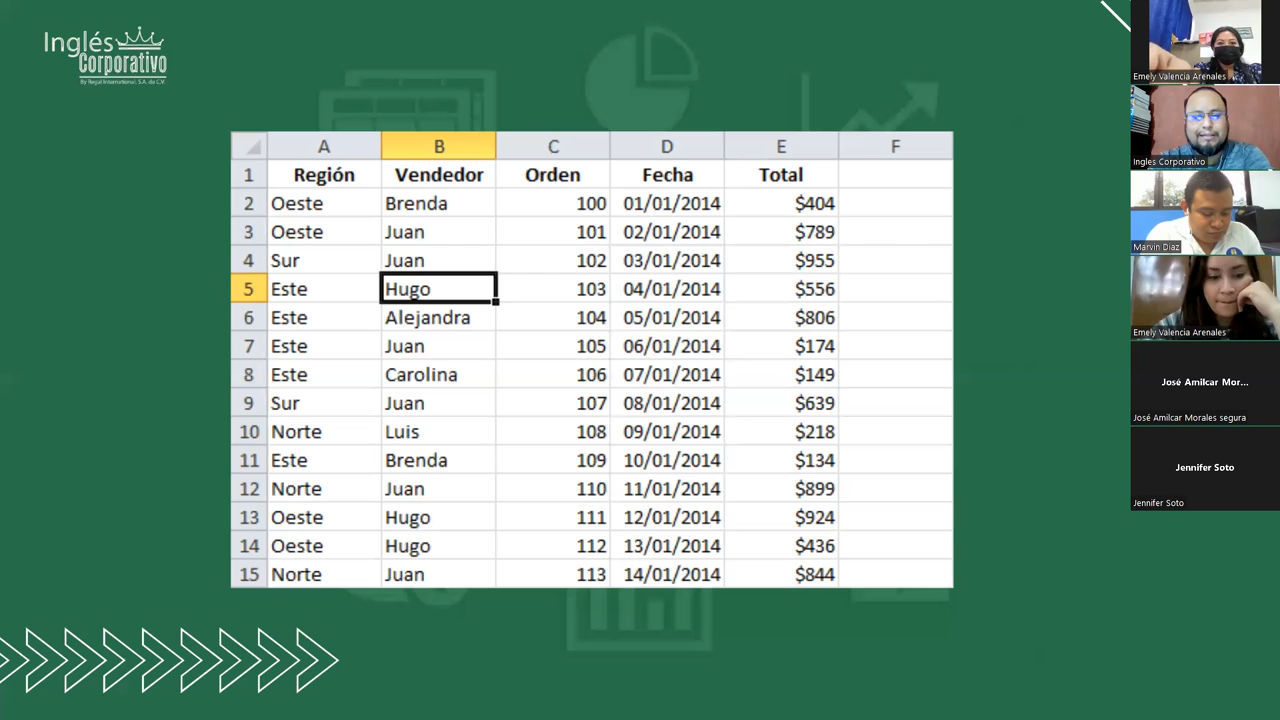 Inglés
Corporativo
By Regal International, S.A. de C.V.
A B C D E F
1 Región Vendedor Orden Fecha Total
2 Oeste Brenda 100 01/01/2014 $404
3 Oeste Juan 101 02/01/2014 $789
4 Sur Juan 102 03/01/2014 $955
5 Este Hugo 103 04/01/2014 $556
6 Este Alejandra 104 05/01/2014 $806
7 Este Juan 105 06/01/2014 $174
8 Este Carolina 106 07/01/2014 $149
9 Sur Juan 107 08/01/2014 $639
10 Norte Luis 108 09/01/2014 $218
11 Este Brenda 109 10/01/2014 $134
12 Norte Juan 110 11/01/2014 $899
13 Oeste Hugo 111 12/01/2014 $924
14 Oeste Hugo 112 13/01/2014 $436
15 Norte Juan 113 14/01/2014 $844
Emely Valencia Arenales
Ingles Corporativo
Marvin Diaz
Emely Valencia Arenales
José Amilcar Mor...
José Amilcar Morales segura
Jennifer Soto
Jennifer Soto